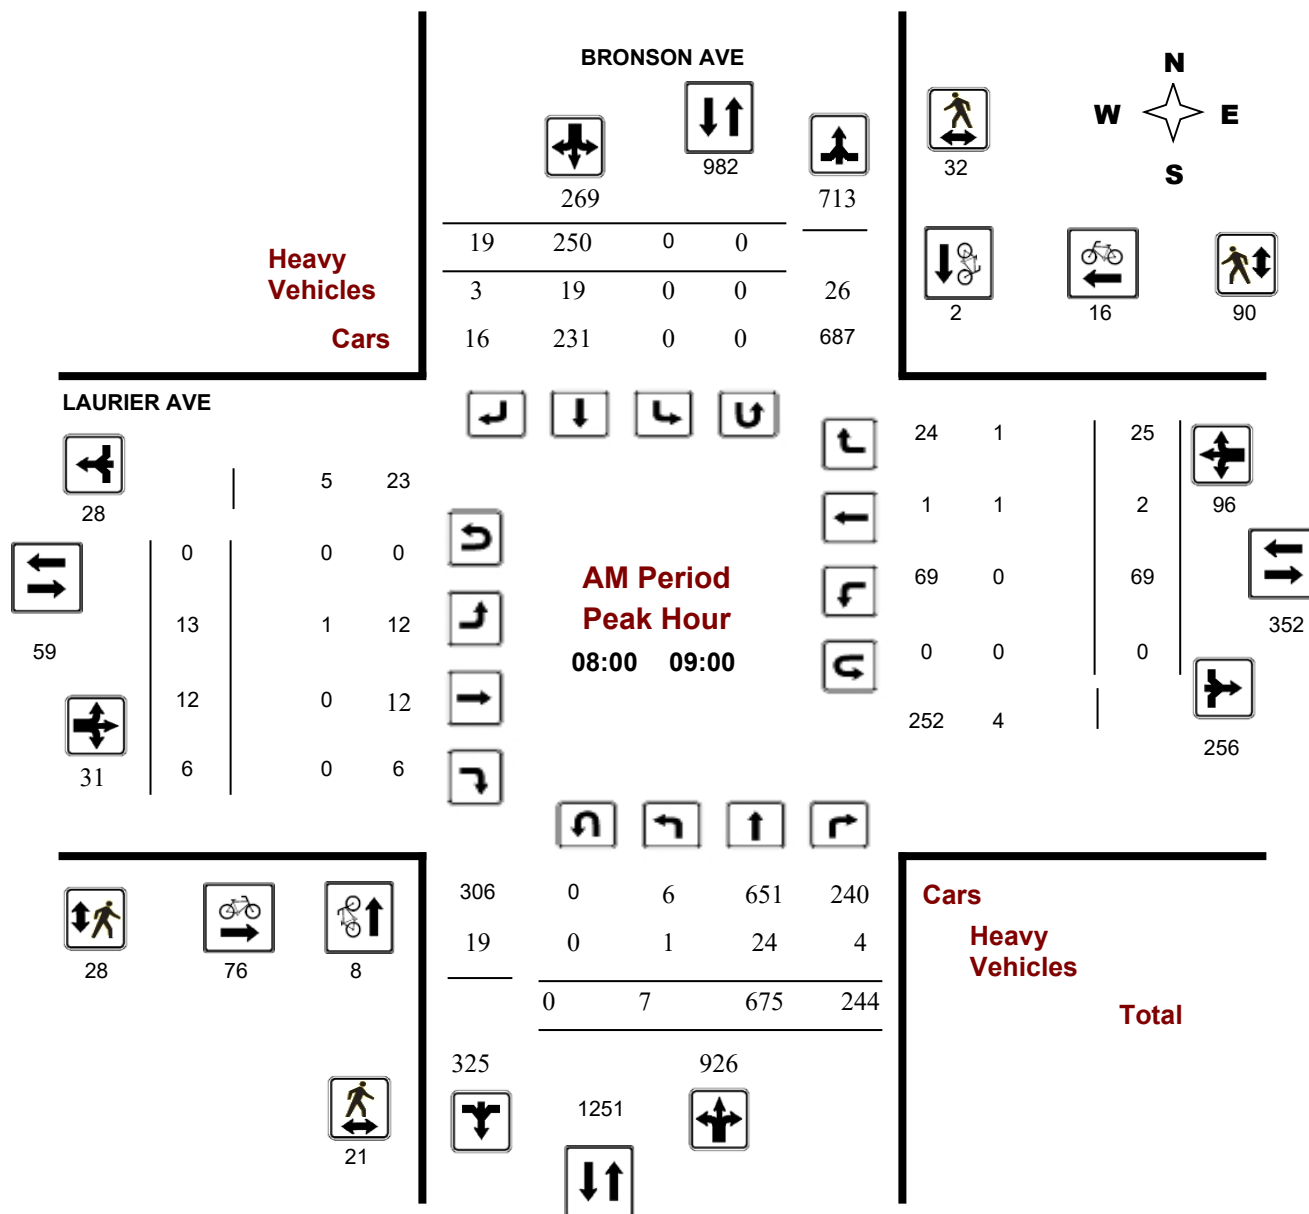 BRONSON AVE
N
W E
S
982
32
269 713
19 250 0 0
Heavy
Vehicles
3 19 0 0 26
2 16 90
Cars
16 231 0 0 687
LAURIER AVE
24 1 25
5 23
28
1 1 2
96
0 0 0
AM Period
69 0 69
Peak Hour
13 1 12
352
59
08:00 09:00
0 0 0
12 0 12
252 4
256
31
6 0 6
306 0 6 651 240
Cars
19 0 1 24 4
Heavy
Vehicles
28 76 8
0 7 675 244
Total
325 926
1251
21